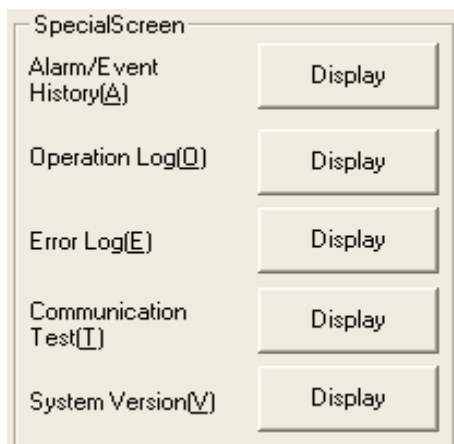 SpecialScreen
Alarm/Event
History(A)
Display
Operation Log(O)
Display
Error Log(E)
Display
Communication
Test(T)
Display
System Version(V)
Display